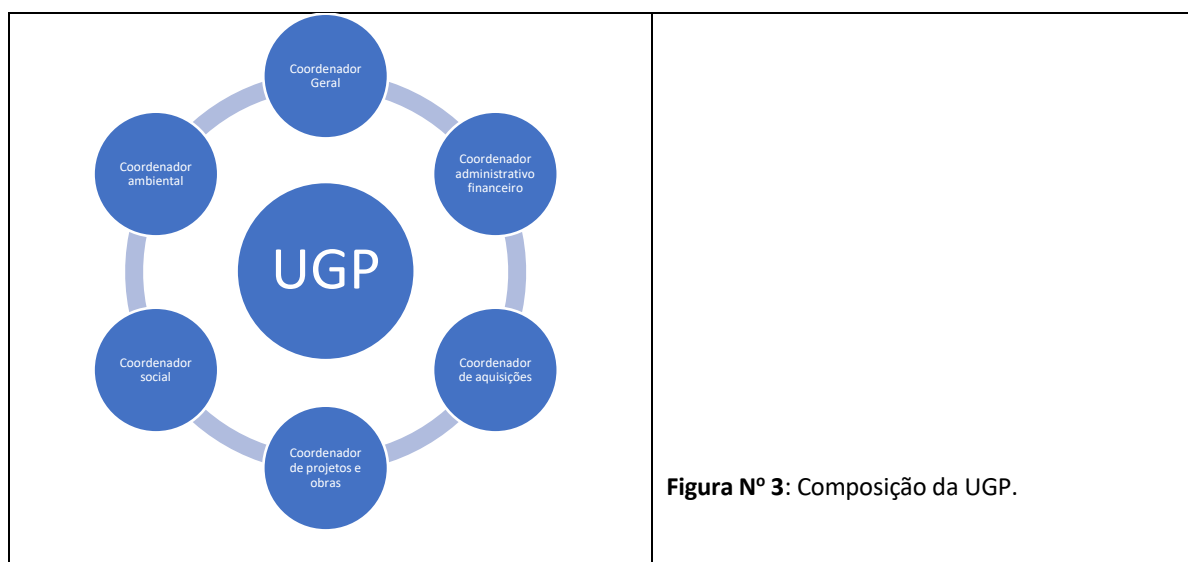 Coordenador
Geral
Coordenador
administrativo
financeiro
Coordenador
de aquisições
Coordenador
de projetos e
obras
Coordenador
social
Coordenador
ambiental
UGP
Figura Nº 3: Composição da UGP.